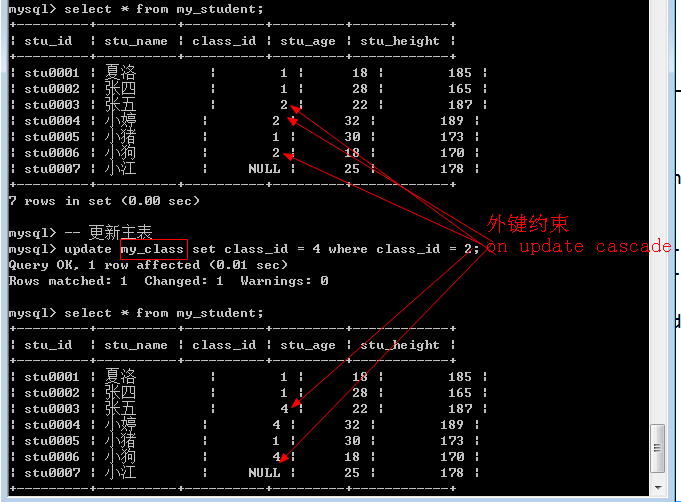 mysql> select * from my_student;
+---------+----------+----------+---------+------------+
| stu_id | stu_name | class_id | stu_age | stu_height |
+---------+----------+----------+---------+------------+
| stu0001 | 夏洛 | 1 | 18 | 185 |
| stu0002 | 张四 | 1 | 28 | 165 |
| stu0003 | 张五 | 2 | 22 | 187 |
| stu0004 | 小婷 | 2 | 32 | 189 |
| stu0005 | 小猪 | 1 | 30 | 173 |
| stu0006 | 小狗 | 2 | 18 | 170 |
| stu0007 | 小江 | NULL | 25 | 178 |
+---------+----------+----------+---------+------------+
7 rows in set (0.00 sec)
mysql> -- 更新主表
mysql> update my_class set class_id = 4 where class_id = 2;
Query OK, 1 row affected (0.01 sec)
Rows matched: 1 Changed: 1 Warnings: 0
外键约束
on update cascade
mysql> select * from my_student;
+---------+----------+----------+---------+------------+
| stu_id | stu_name | class_id | stu_age | stu_height |
+---------+----------+----------+---------+------------+
| stu0001 | 夏洛 | 1 | 18 | 185 |
| stu0002 | 张四 | 1 | 28 | 165 |
| stu0003 | 张五 | 4 | 22 | 187 |
| stu0004 | 小婷 | 4 | 32 | 189 |
| stu0005 | 小猪 | 1 | 30 | 173 |
| stu0006 | 小狗 | 4 | 18 | 170 |
| stu0007 | 小江 | NULL | 25 | 178 |
+---------+----------+----------+---------+------------+